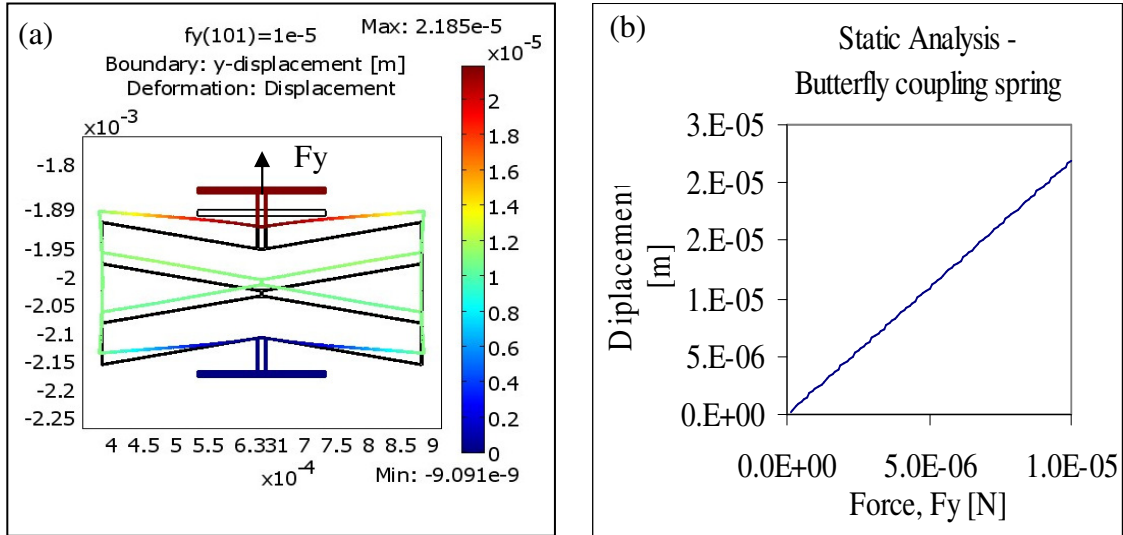 (a)
fy(101)=1e-5
Max: 2.185e-5
Boundary: y-displacement [m]
Deformation: Displacement
x10^-5
x10^-3
Fy
-1.8
-1.89
-1.95
-2
-2.05
-2.1
-2.15
-2.2
-2.25
4 4.5 5 5.5 6.331 7 7.5 8 8.5 9
x10^-4
2
1.8
1.6
1.4
1.2
1
0.8
0.6
0.4
0.2
0
Min: -9.091e-9
(b)
Static Analysis -
Butterfly coupling spring
3.E-05
2.E-05
2.E-05
1.E-05
5.E-06
0.E+00
Diplacement
[m]
0.0E+00 5.0E-06 1.0E-05
Force, Fy [N]